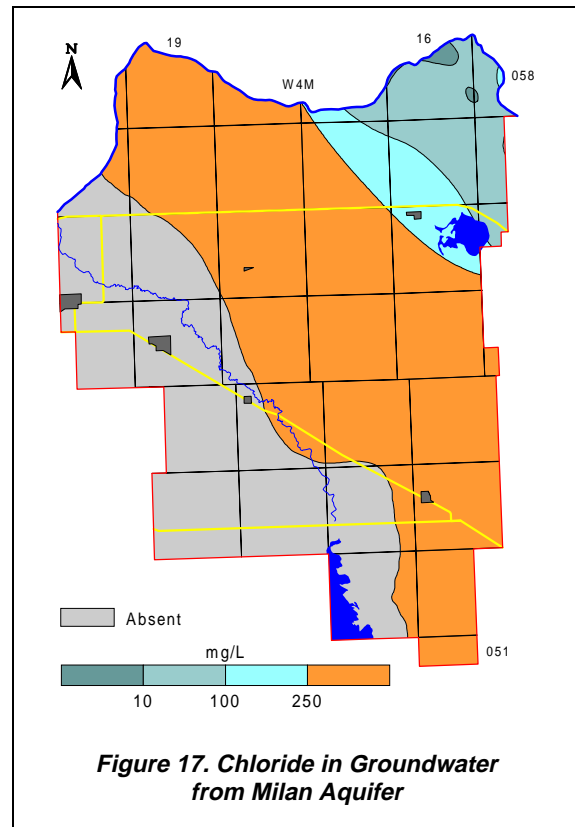 19
16
N
W4M
058
Absent
051
mg/L
10 100 250
Figure 17. Chloride in Groundwater
from Milan Aquifer